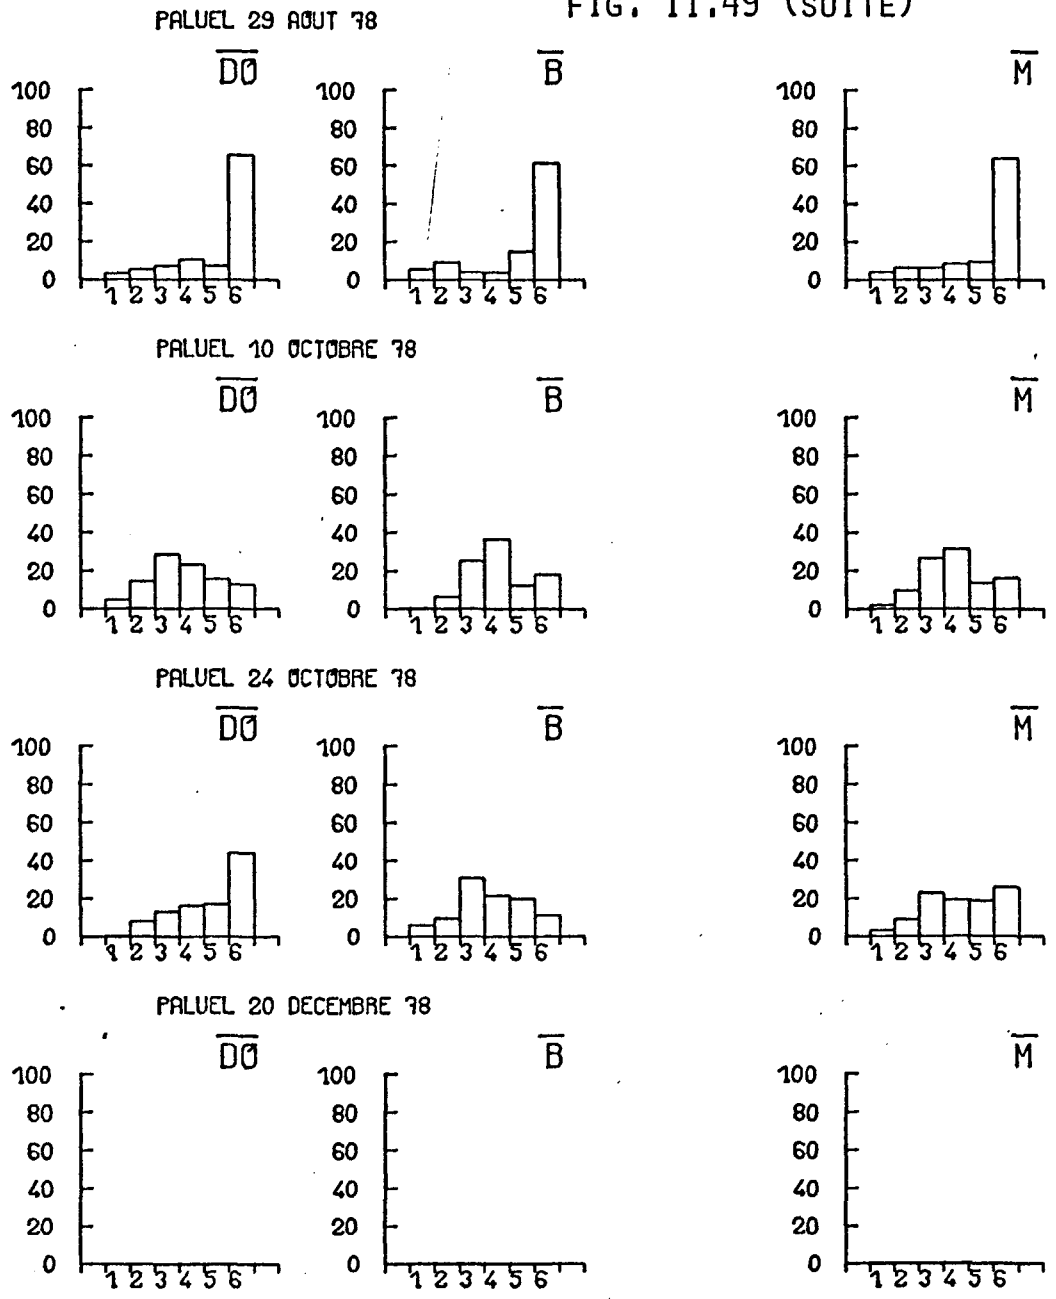 FIG. II.49 (SUITE)
PALUEL 29 AOUT 78
DO B M
100 100 100
80 80 80
60 60 60
40 40 40
20 20 20
0 0 0
1 2 3 4 5 6 1 2 3 4 5 6 1 2 3 4 5 6
PALUEL 10 OCTOBRE 78
DO B M
100 100 100
80 80 80
60 60 60
40 40 40
20 20 20
0 0 0
1 2 3 4 5 6 1 2 3 4 5 6 1 2 3 4 5 6
PALUEL 24 OCTOBRE 78
DO B M
100 100 100
80 80 80
60 60 60
40 40 40
20 20 20
0 0 0
1 2 3 4 5 6 1 2 3 4 5 6 1 2 3 4 5 6
PALUEL 20 DECEMBRE 78
DO B M
100 100 100
80 80 80
60 60 60
40 40 40
20 20 20
0 0 0
1 2 3 4 5 6 1 2 3 4 5 6 1 2 3 4 5 6